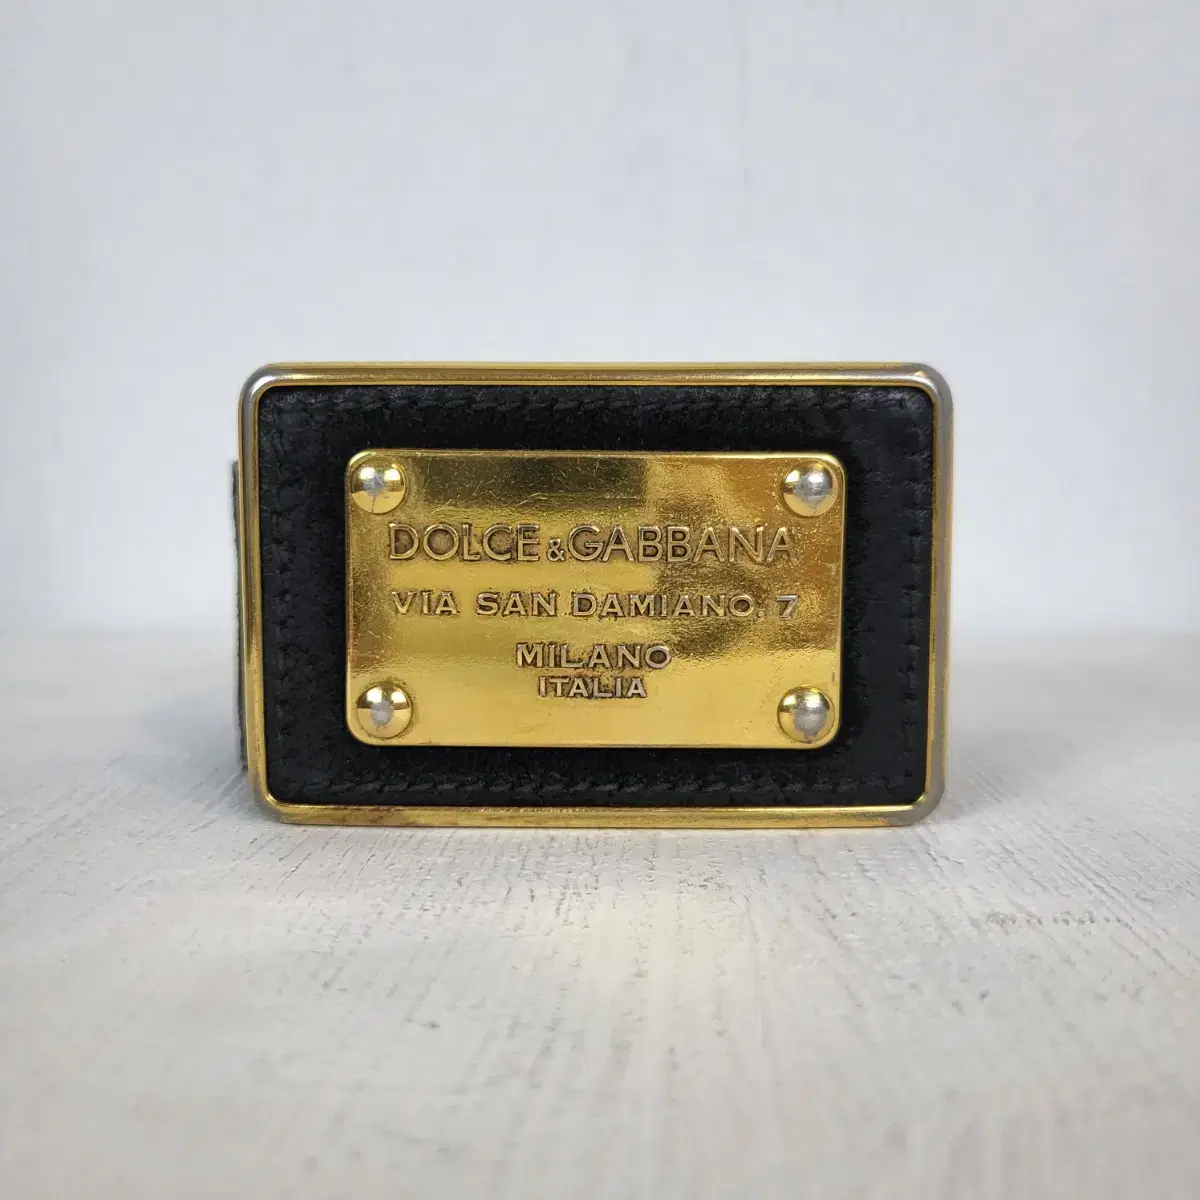 DOLCE & GABBANA
VIA SAN DAMIANO, 7
MILANO
ITALIA